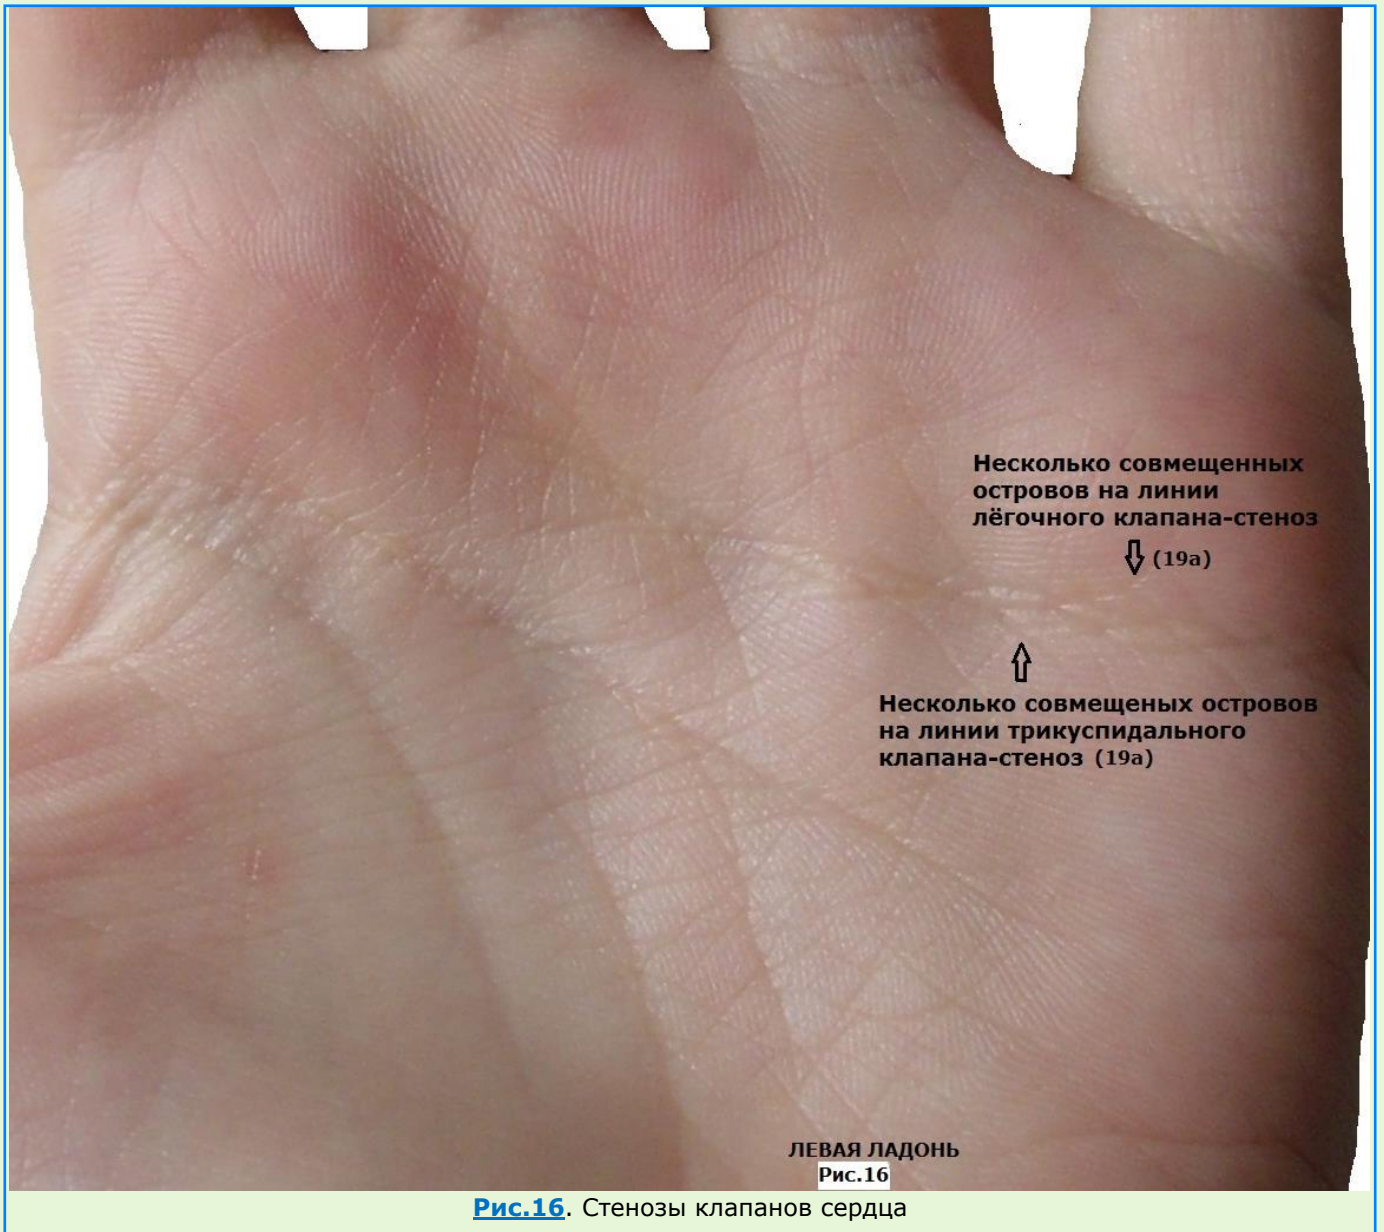 Несколько совмещенных
островов на линии
лёгочного клапана-стеноз
(19а)
Несколько совмещеных островов
на линии трикуспидального
клапана-стеноз (19а)
ЛЕВАЯ ЛАДОНЬ
Рис.16
Рис.16. Стенозы клапанов сердца